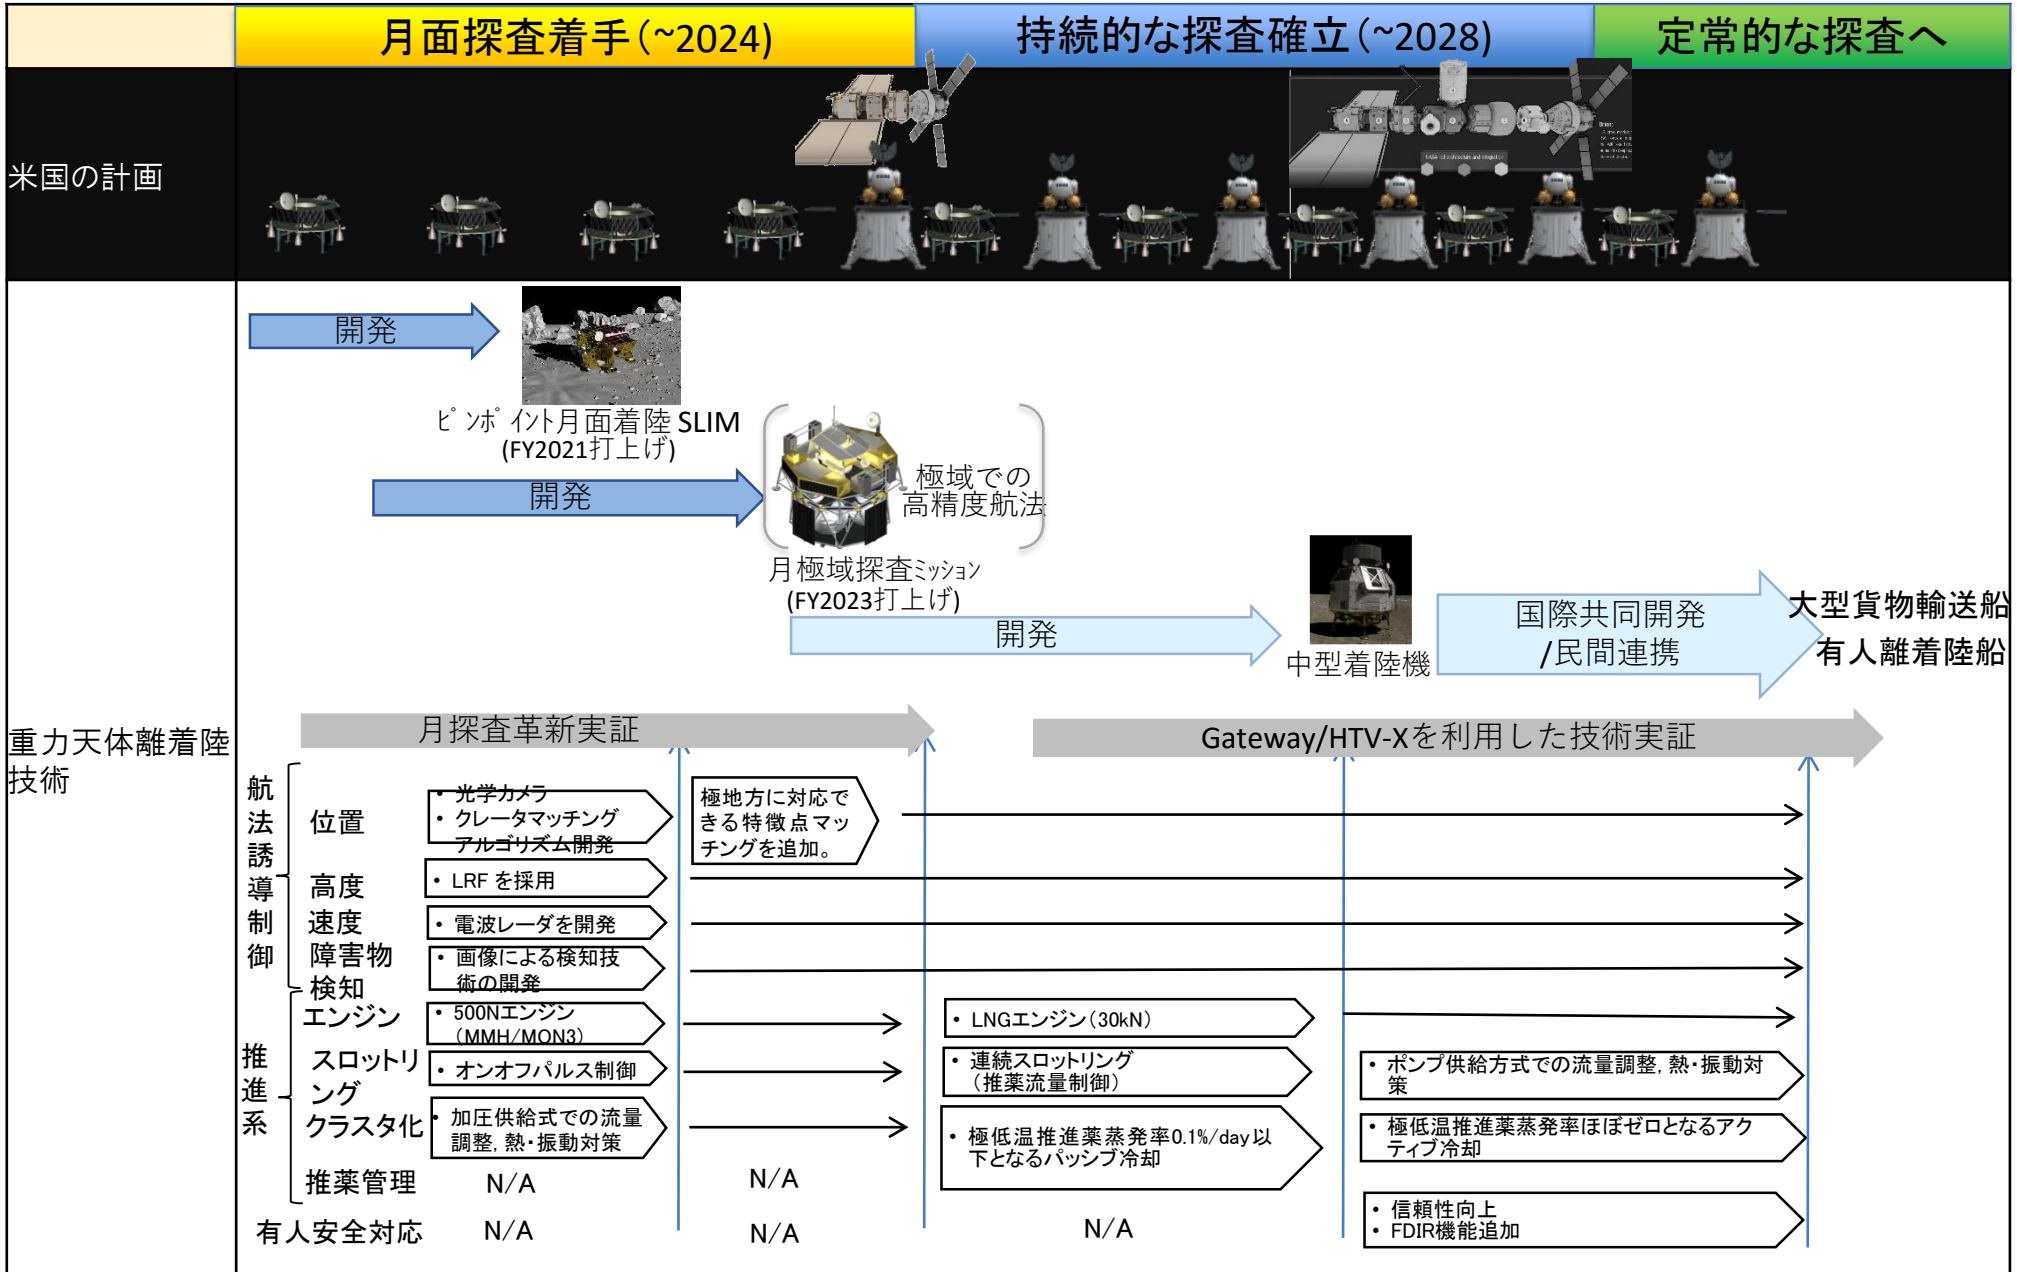 月面探査着手(~2024)
持続的な探査確立(~2028)
定常的な探査へ
米国の計画
開発
ピンポイント月面着陸 SLIM
(FY2021打上げ)
開発
極域での
高精度航法
月極域探査ミッション
(FY2023打上げ)
開発
中型着陸機
国際共同開発
/民間連携
大型貨物輸送船
有人離着陸船
重力天体離着陸
技術
月探査革新実証
Gateway/HTV-Xを利用した技術実証
航法誘導制御
位置
• 光学カメラ
• クレータマッチング
アルゴリズム開発
極地方に対応で
きる特徴点マッ
チングを追加。
高度
• LRF を採用
速度
• 電波レーダを開発
障害物
検知
• 画像による検知技
術の開発
推進系
エンジン
• 500Nエンジン
(MMH/MON3)
• LNGエンジン(30kN)
スロットリ
ング
• オンオフパルス制御
• 連続スロットリング
(推薬流量制御)
• ポンプ供給方式での流量調整, 熱・振動対
策
クラスタ化
• 加圧供給式での流量
調整, 熱・振動対策
• 極低温推進薬蒸発率0.1%/day以
下となるパッシブ冷却
• 極低温推進薬蒸発率ほぼゼロとなるアク
ティブ冷却
推薬管理
N/A
N/A
有人安全対応
N/A
N/A
N/A
• 信頼性向上
• FDIR機能追加